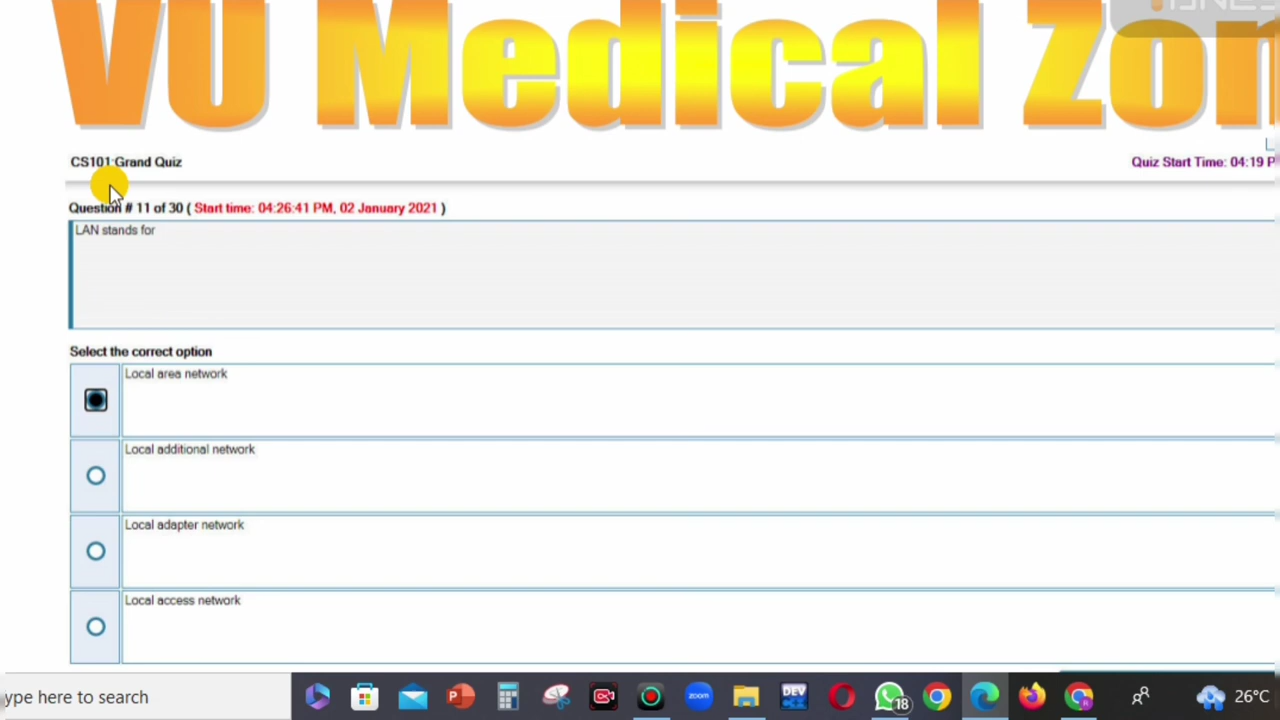 VU Medical Zon
CS101:Grand Quiz
Quiz Start Time: 04:19 P
Question # 11 of 30 ( Start time: 04:26:41 PM, 02 January 2021 )
LAN stands for
Select the correct option
Local area network
Local additional network
Local adapter network
Local access network
ype here to search
zoom
DEV
18
26°C